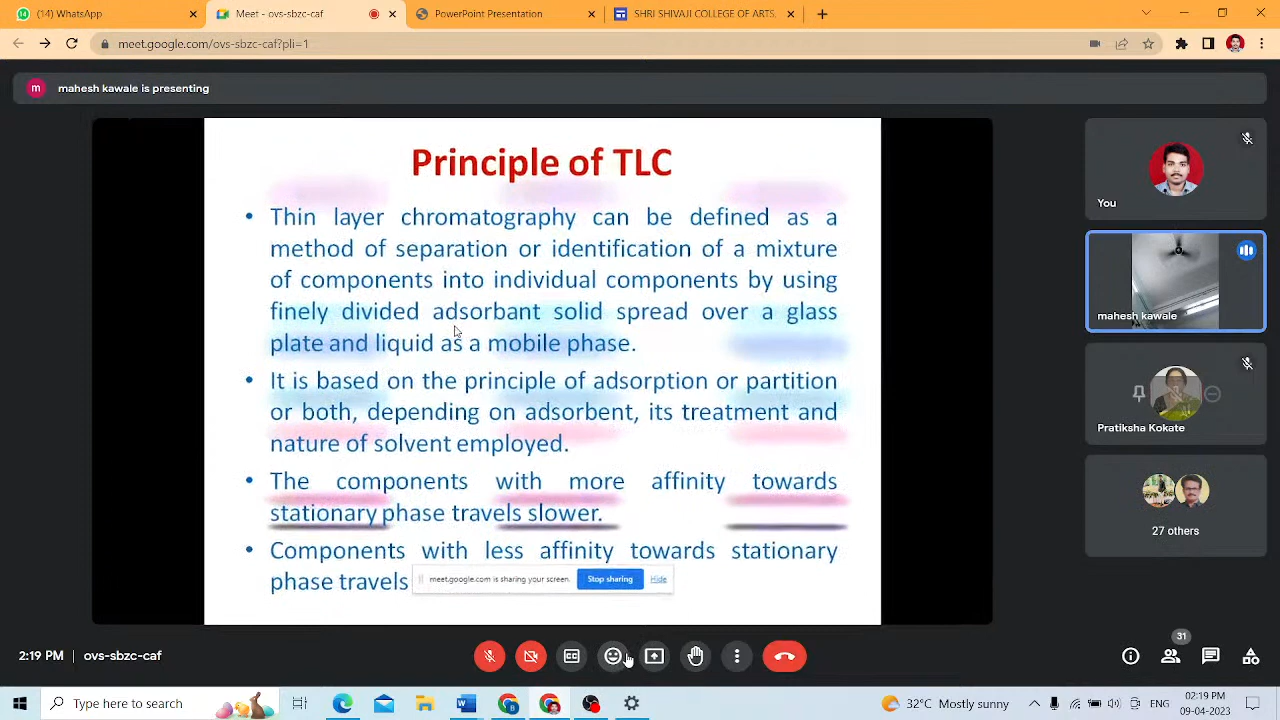 14
(14) WhatsApp
Meet - ovs-sbzc-caf
PowerPoint Presentation
SHRI SHIVAJI COLLEGE OF ARTS,
meet.google.com/ovs-sbzc-caf?pli=1
m
mahesh kawale is presenting
Principle of TLC
• Thin layer chromatography can be defined as a
method of separation or identification of a mixture
of components into individual components by using
finely divided adsorbant solid spread over a glass
plate and liquid as a mobile phase.
• It is based on the principle of adsorption or partition
or both, depending on adsorbent, its treatment and
nature of solvent employed.
• The components with more affinity towards
stationary phase travels slower.
• Components with less affinity towards stationary
phase travels
meet.google.com is sharing your screen.
Stop sharing
Hide
You
mahesh kawale
Pratiksha Kokate
27 others
2:19 PM | ovs-sbzc-caf
31
Type here to search
32°C Mostly sunny
02:19 PM
09-04-2023